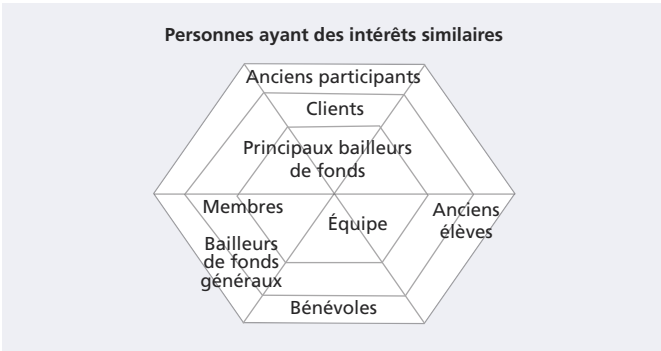 Personnes ayant des intérêts similaires
Anciens participants
Clients
Principaux bailleurs
de fonds
Membres
Équipe
Anciens
élèves
Bailleurs
de fonds
généraux
Bénévoles